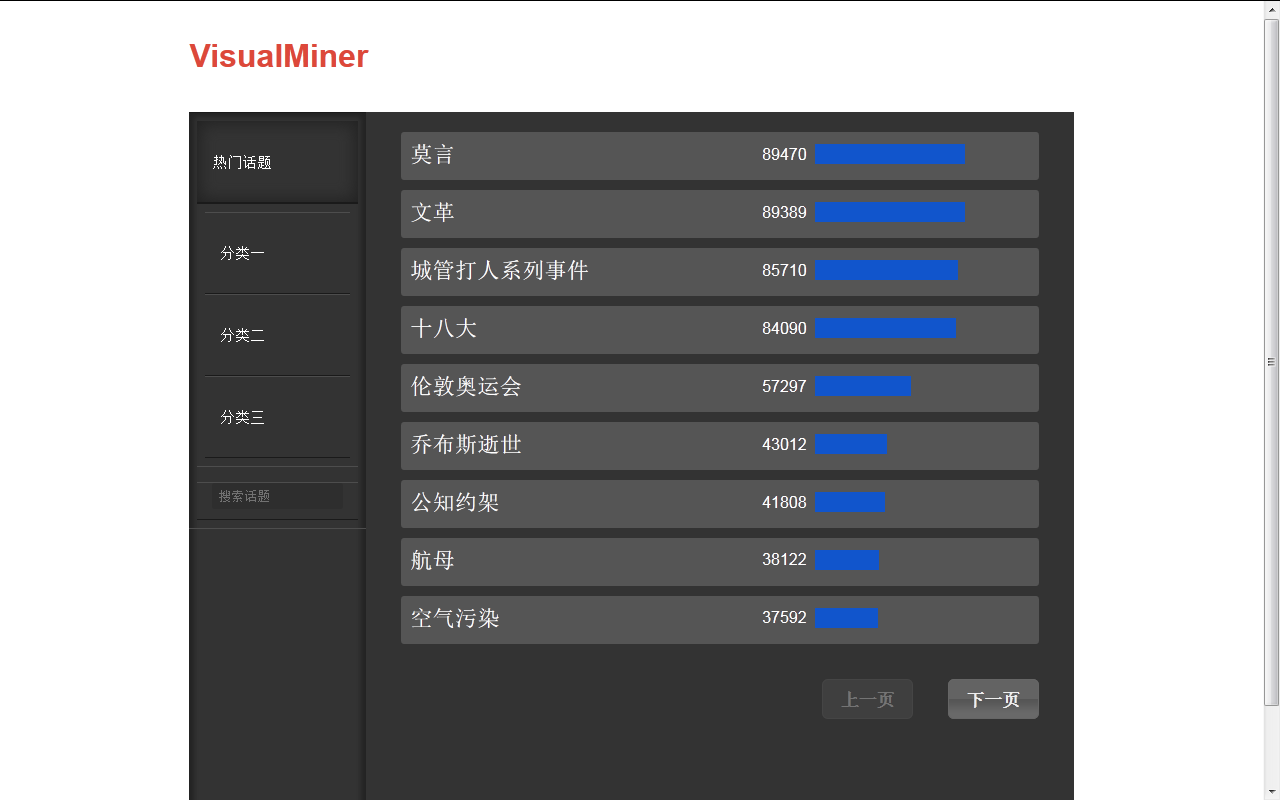 VisualMiner
热门话题
分类一
分类二
分类三
搜索话题
莫言 89470
文革 89389
城管打人系列事件 85710
十八大 84090
伦敦奥运会 57297
乔布斯逝世 43012
公知约架 41808
航母 38122
空气污染 37592
上一页 下一页